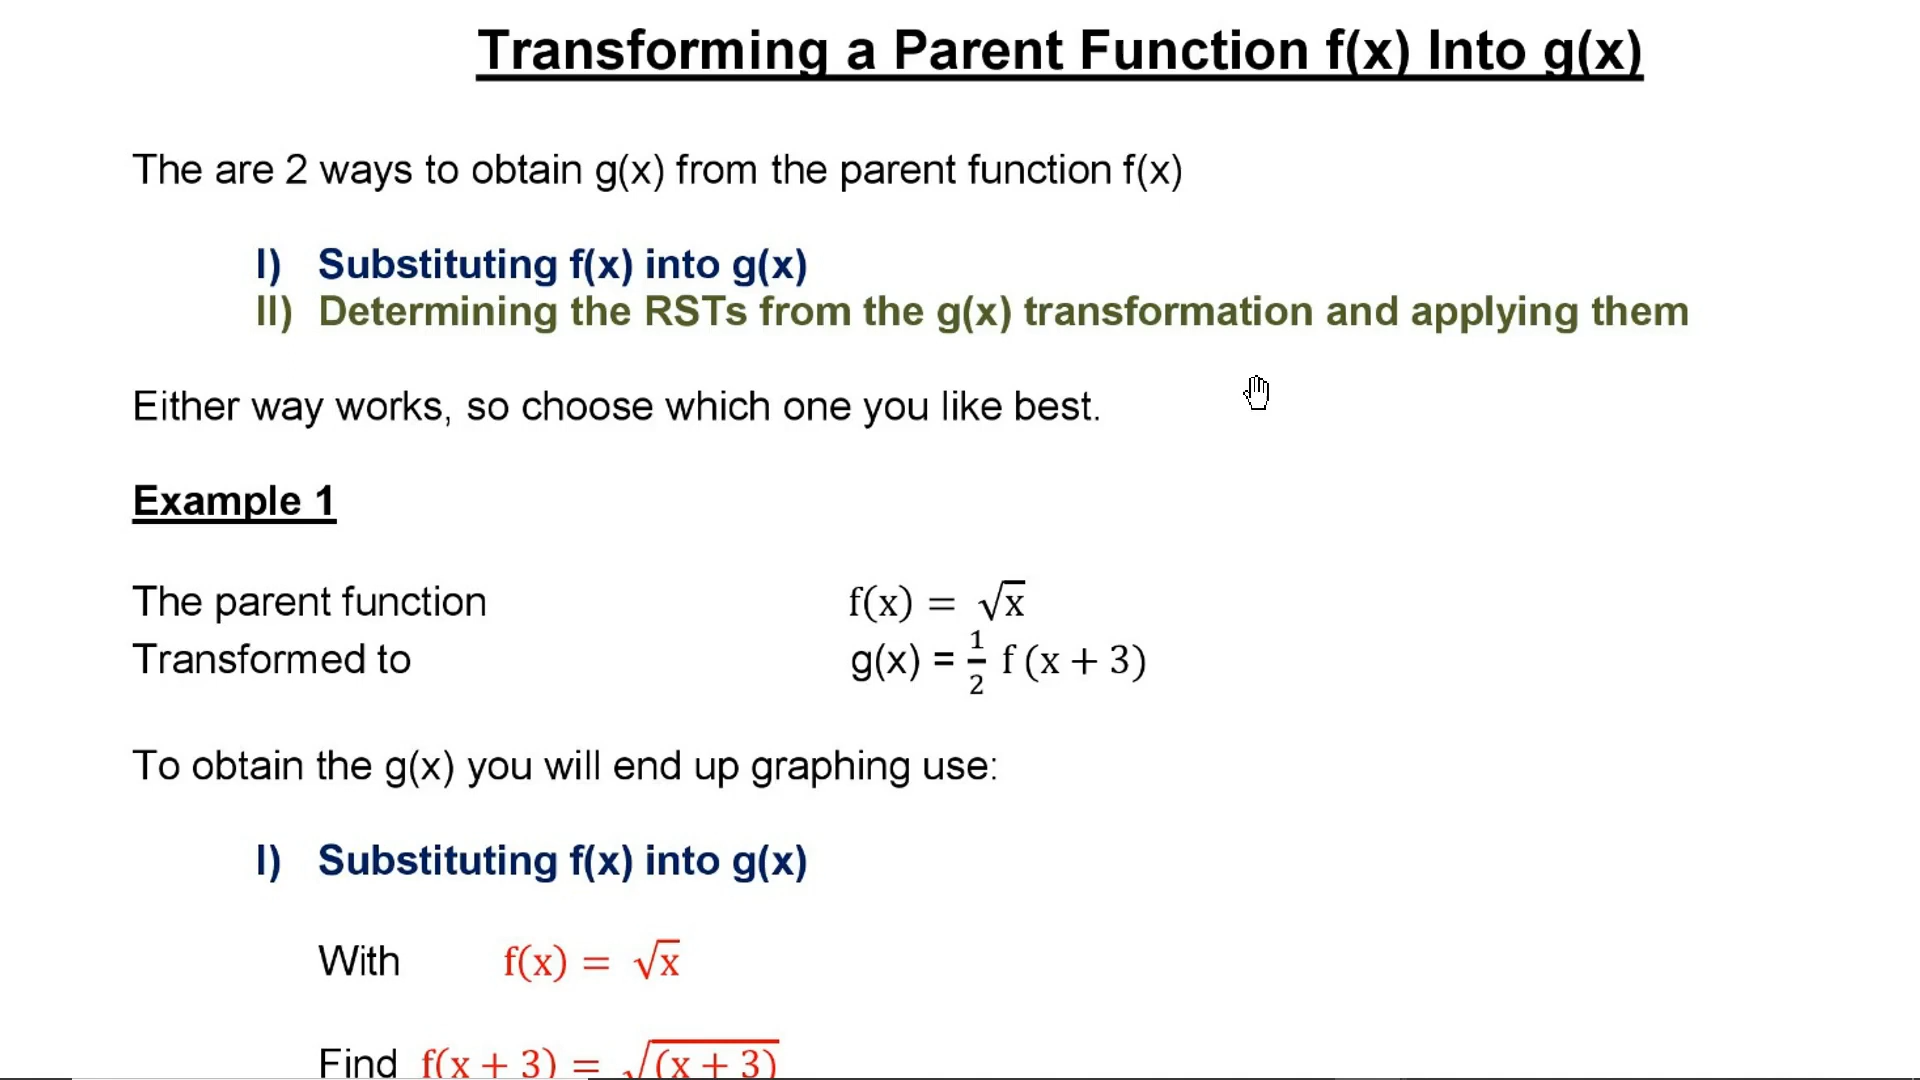 Transforming a Parent Function f(x) Into g(x)
The are 2 ways to obtain g(x) from the parent function f(x)
I) Substituting f(x) into g(x)
II) Determining the RSTs from the g(x) transformation and applying them
Either way works, so choose which one you like best.
Example 1
The parent function f(x) = √x
Transformed to g(x) = 1/2 f (x + 3)
To obtain the g(x) you will end up graphing use:
I) Substituting f(x) into g(x)
With f(x) = √x
Find f(x + 3) = √(x + 3)